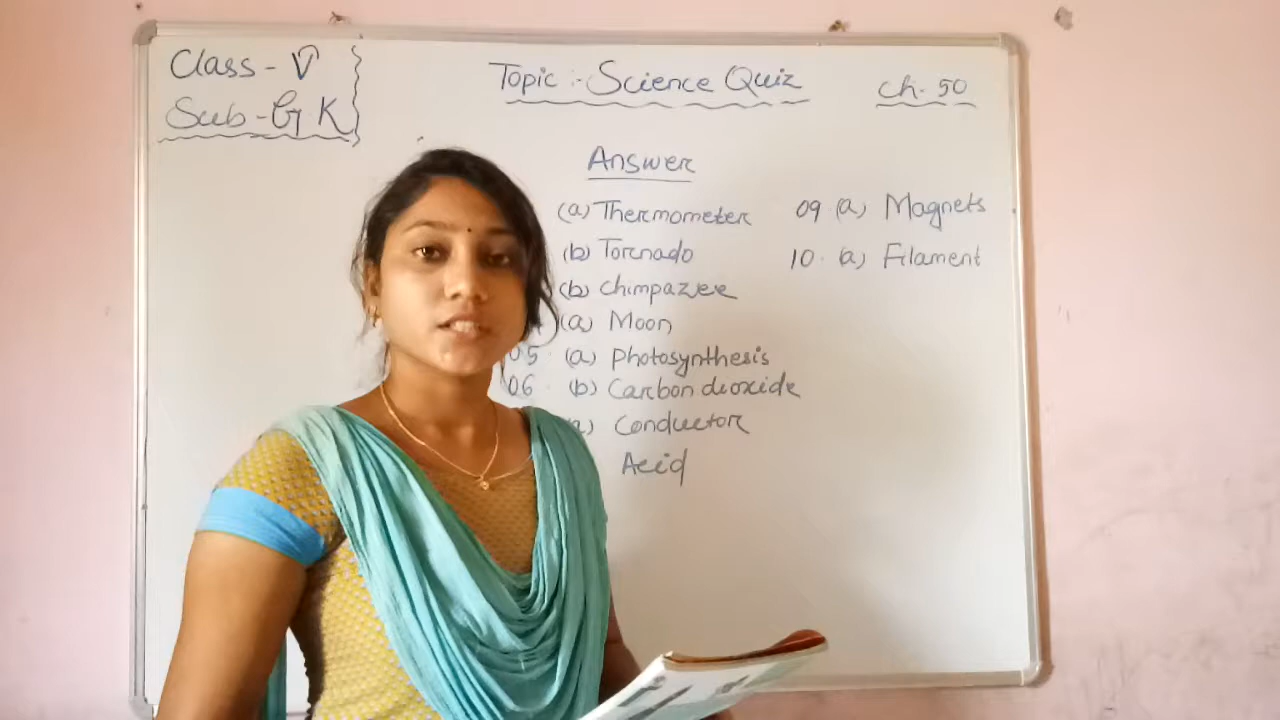 Class - V
Sub - G.K
Topic :- Science Quiz
Ch. 50
Answer
(a) Thermometer
(b) Tornado
(b) Chimpazee
(a) Moon
05. (a) Photosynthesis
06. (b) Carbon dioxide
a) Conductor
Acid
09 (a) Magnets
10. (a) Filament